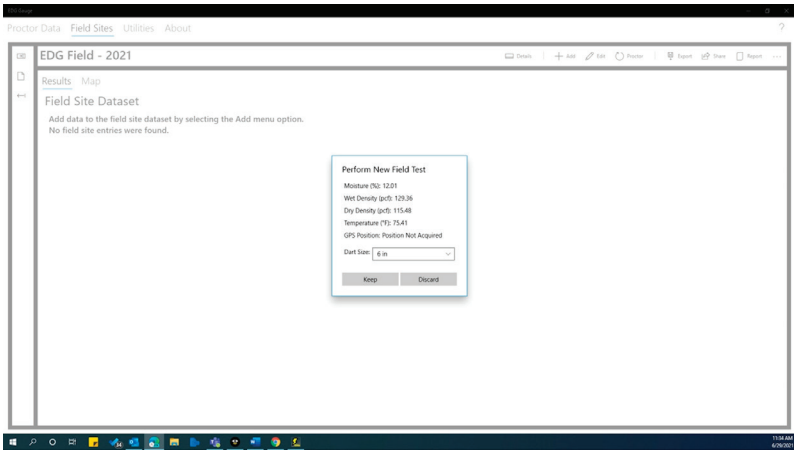 EDG Gauge
Proctor Data Field Sites Utilities About ?
EDG Field - 2021 Details Add Edit Proctor Export Share Report ...
Results Map
Field Site Dataset
Add data to the field site dataset by selecting the Add menu option.
No field site entries were found.
Perform New Field Test
Moisture (%): 12.01
Wet Density (pcf): 129.36
Dry Density (pcf): 115.48
Temperature (°F): 75.41
GPS Position: Position Not Acquired
Dart Size: 6 in
Keep Discard
11:34 AM
6/29/2021